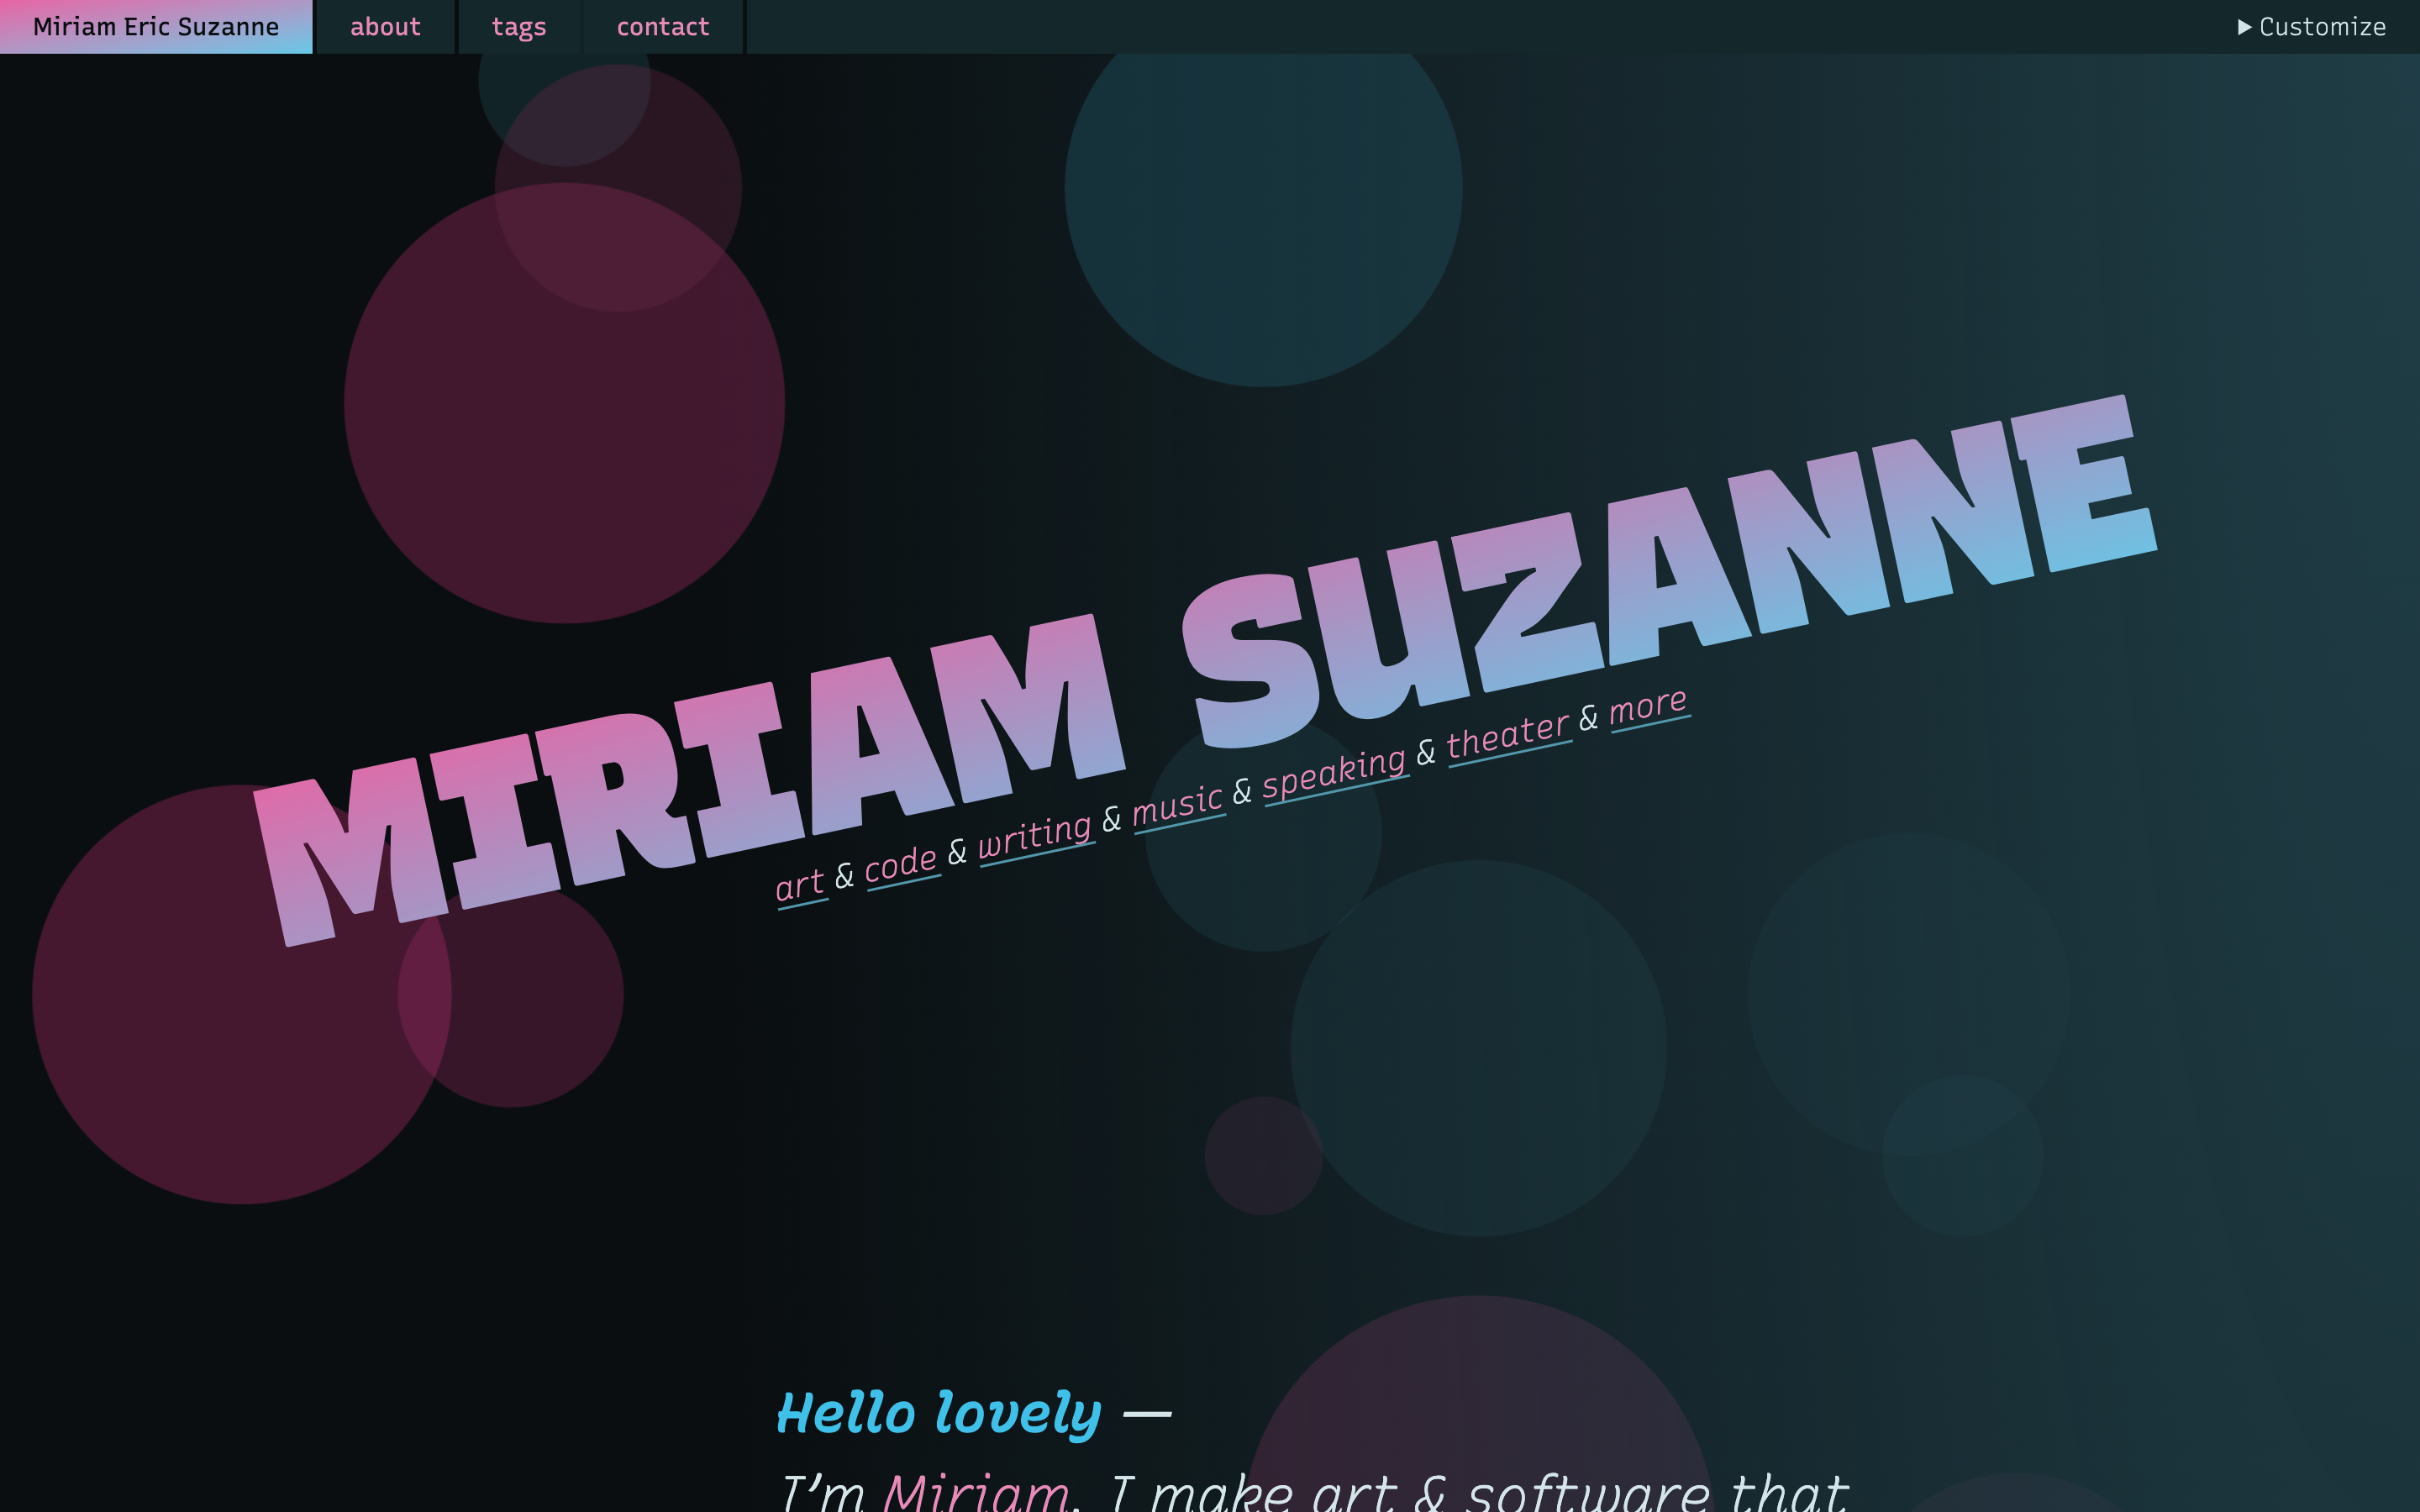 Miriam Eric Suzanne
about
tags
contact
▶ Customize
MIRIAM SUZANNE
art & code & writing & music & speaking & theater & more
Hello lovely —
I’m Miriam. I make art & software that